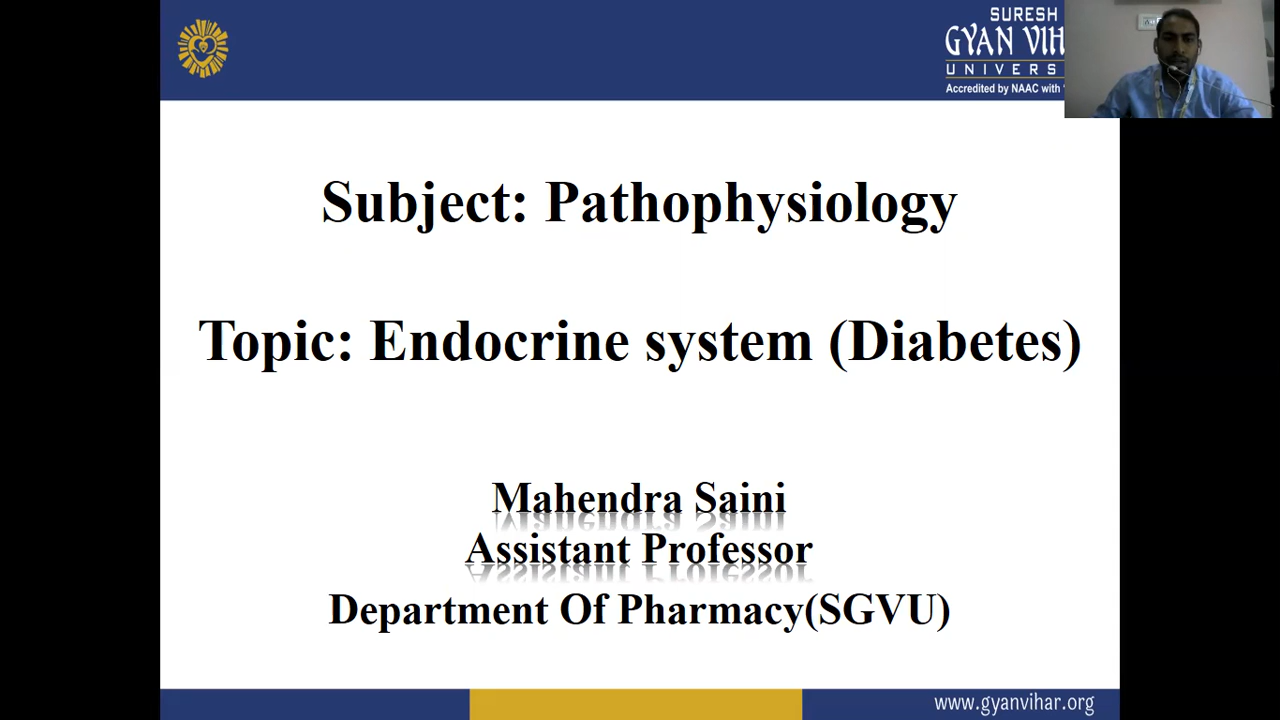 SURESH
GYAN VIH
UNIVERS
Accredited by NAAC with
Subject: Pathophysiology
Topic: Endocrine system (Diabetes)
Mahendra Saini
Assistant Professor
Department Of Pharmacy(SGVU)
www.gyanvihar.org